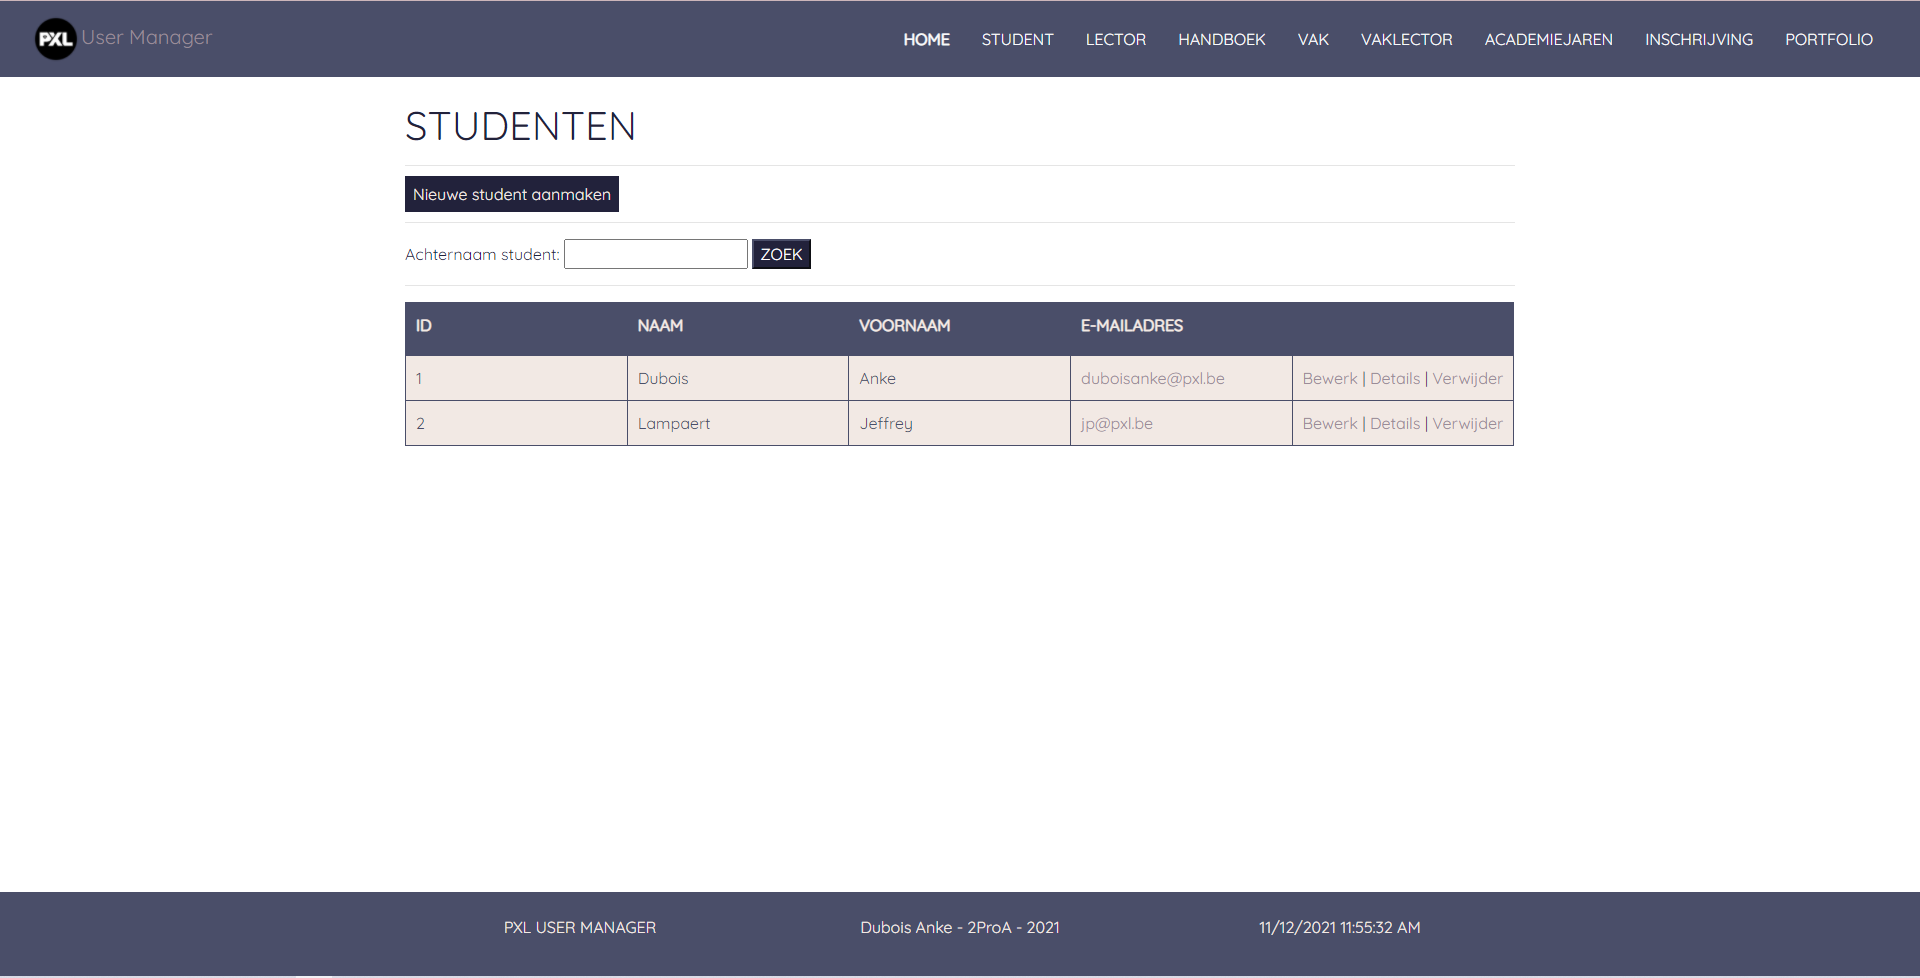 PXL User Manager
HOME STUDENT LECTOR HANDBOEK VAK VAKLECTOR ACADEMIEJAREN INSCHRIJVING PORTFOLIO
STUDENTEN
Nieuwe student aanmaken
Achternaam student: ZOEK
ID NAAM VOORNAAM E-MAILADRES
1 Dubois Anke duboisanke@pxl.be Bewerk | Details | Verwijder
2 Lampaert Jeffrey jp@pxl.be Bewerk | Details | Verwijder
PXL USER MANAGER Dubois Anke - 2ProA - 2021 11/12/2021 11:55:32 AM